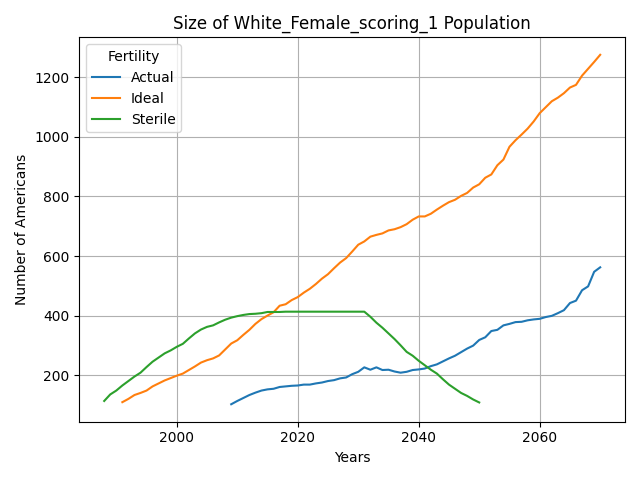 Size of White_Female_scoring_1 Population
Fertility
Actual
Ideal
Sterile
Number of Americans
1200
1000
800
600
400
200
2000
2020
2040
2060
Years